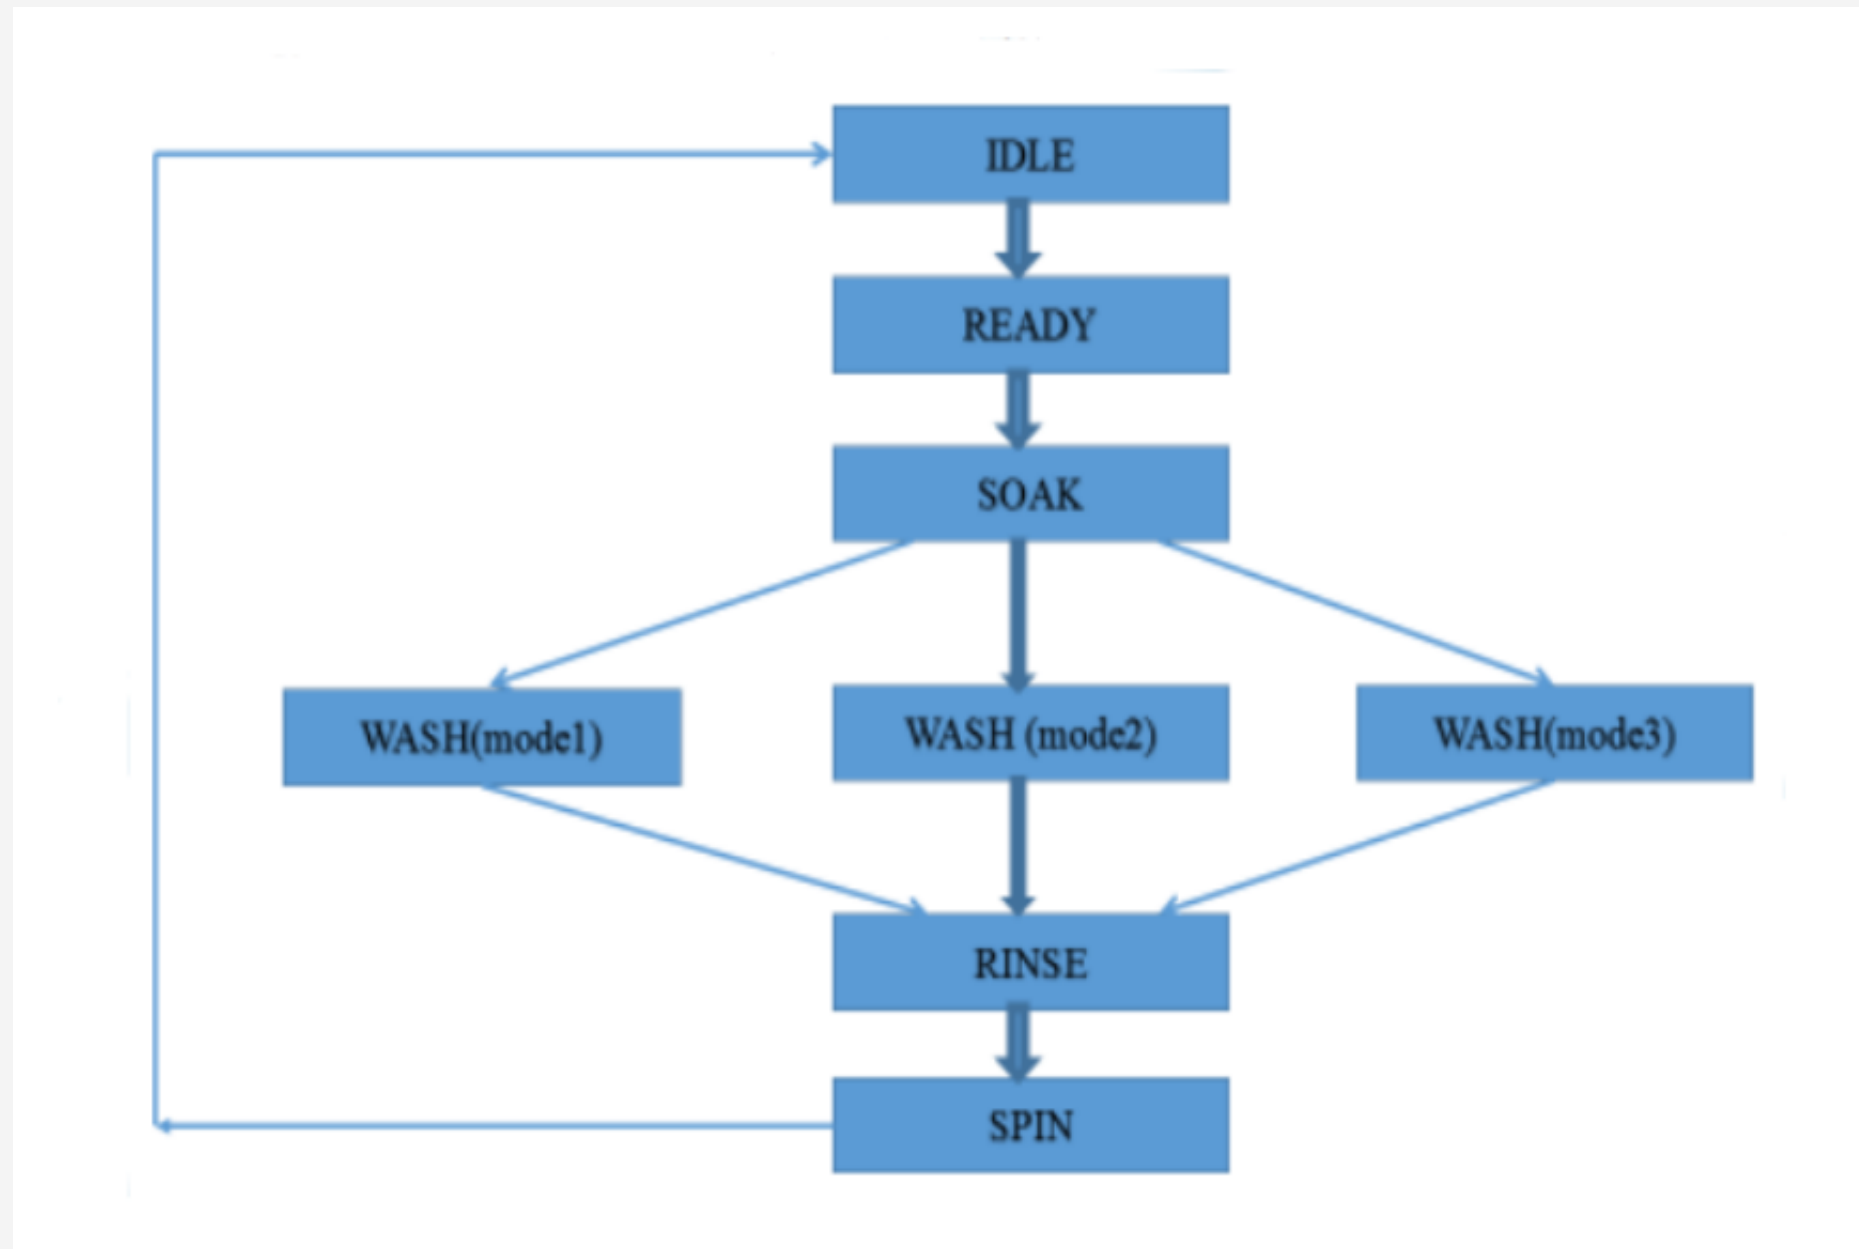 IDLE
READY
SOAK
WASH(mode1)
WASH (mode2)
WASH(mode3)
RINSE
SPIN